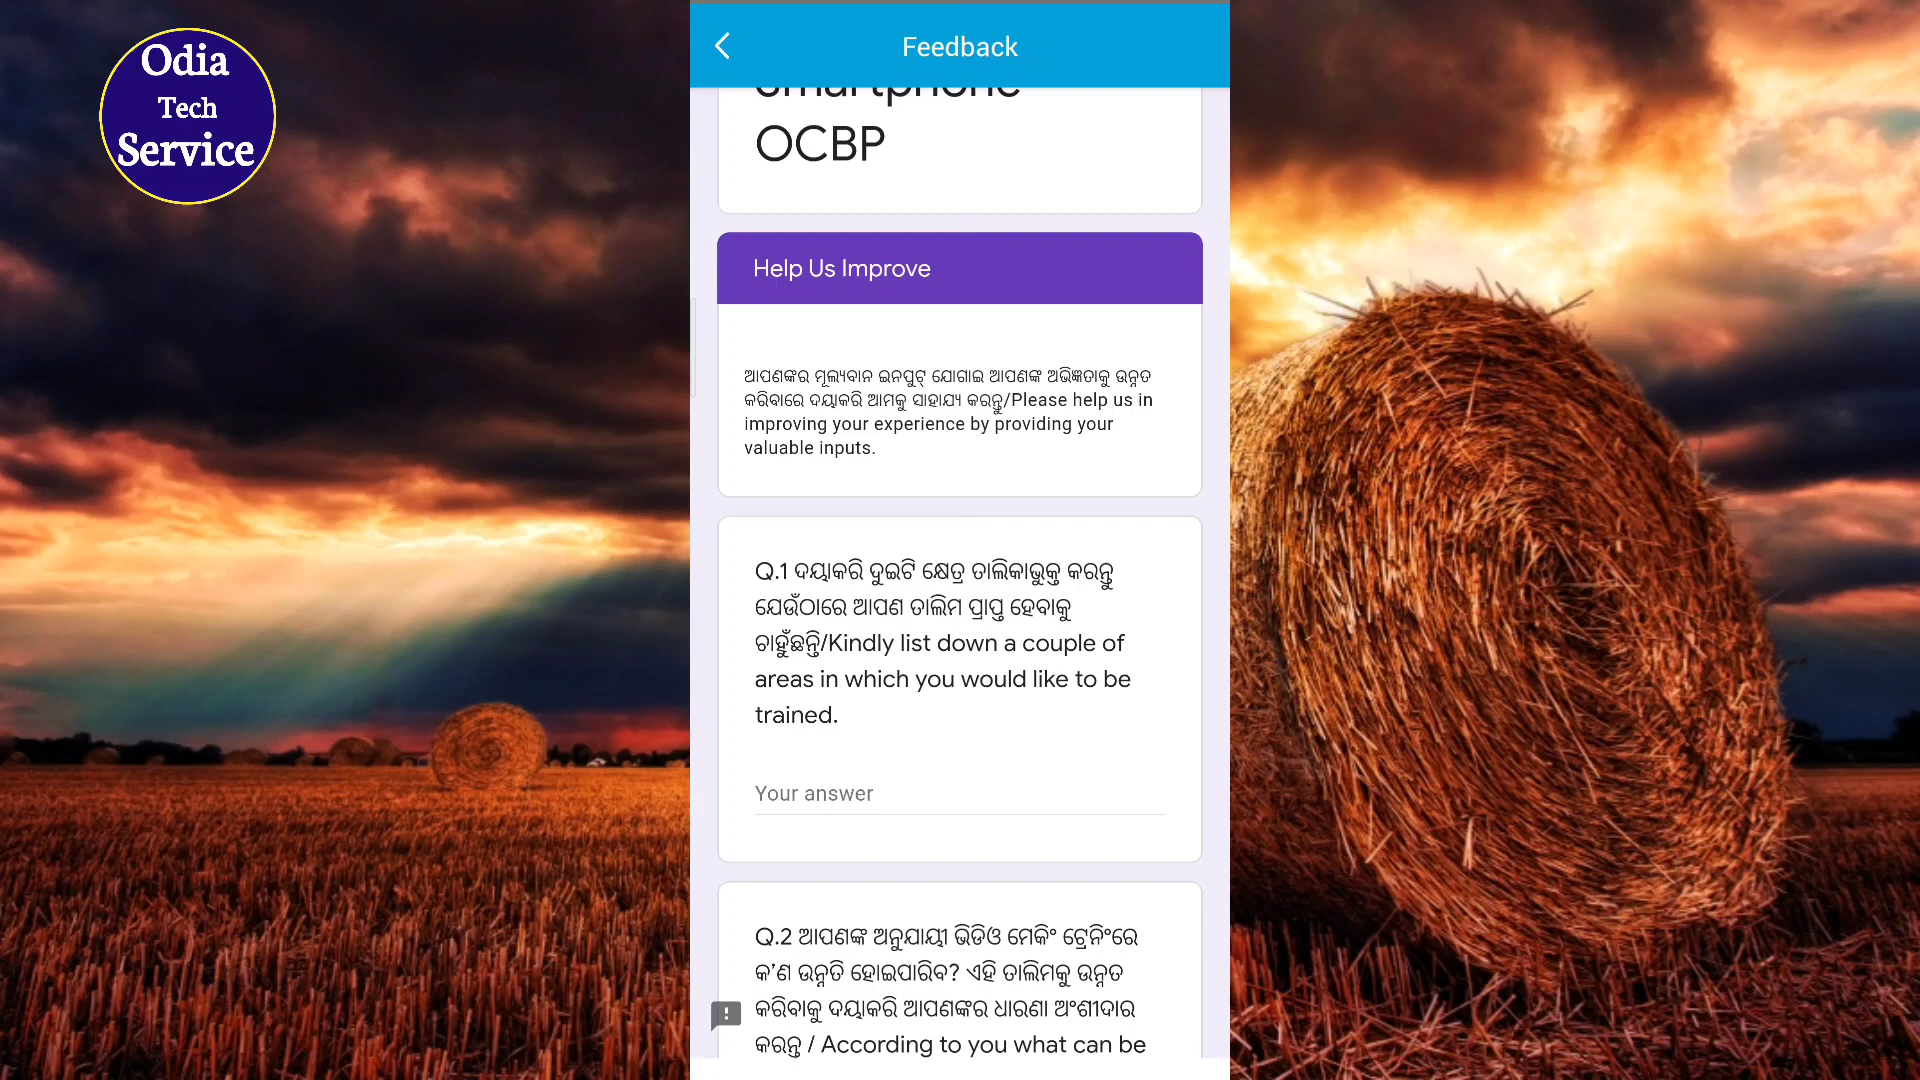 Odia
Tech
Service
Feedback
Smartphone
OCBP
Help Us Improve
ଆପଣଙ୍କର ମୂଲ୍ୟବାନ ଇନପୁଟ୍ ଯୋଗାଇ ଆପଣଙ୍କ ଅଭିଜ୍ଞତାକୁ ଉନ୍ନତ
କରିବାରେ ଦୟାକରି ଆମକୁ ସାହାଯ୍ୟ କରନ୍ତୁ/Please help us in
improving your experience by providing your
valuable inputs.
Q.1 ଦୟାକରି ଦୁଇଟି କ୍ଷେତ୍ର ତାଲିକାଭୁକ୍ତ କରନ୍ତୁ
ଯେଉଁଠାରେ ଆପଣ ତାଲିମ ପ୍ରାପ୍ତ ହେବାକୁ
ଚାହୁଁଛନ୍ତି/Kindly list down a couple of
areas in which you would like to be
trained.
Your answer
Q.2 ଆପଣଙ୍କ ଅନୁଯାୟୀ ଭିଡିଓ ମେକିଂ ଟ୍ରେନିଂରେ
କ'ଣ ଉନ୍ନତି ହୋଇପାରିବ? ଏହି ତାଲିମକୁ ଉନ୍ନତ
କରିବାକୁ ଦୟାକରି ଆପଣଙ୍କର ଧାରଣା ଅଂଶୀଦାର
କରନ୍ତୁ / According to you what can be